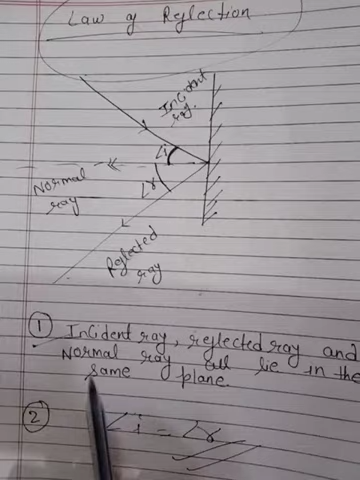 Law of Reflection
Incident
ray.
∠i
Normal
ray
∠r
Reflected
ray
① Incident ray, reflected ray and
Normal ray all lie in the
same plane
② ∠i = ∠r